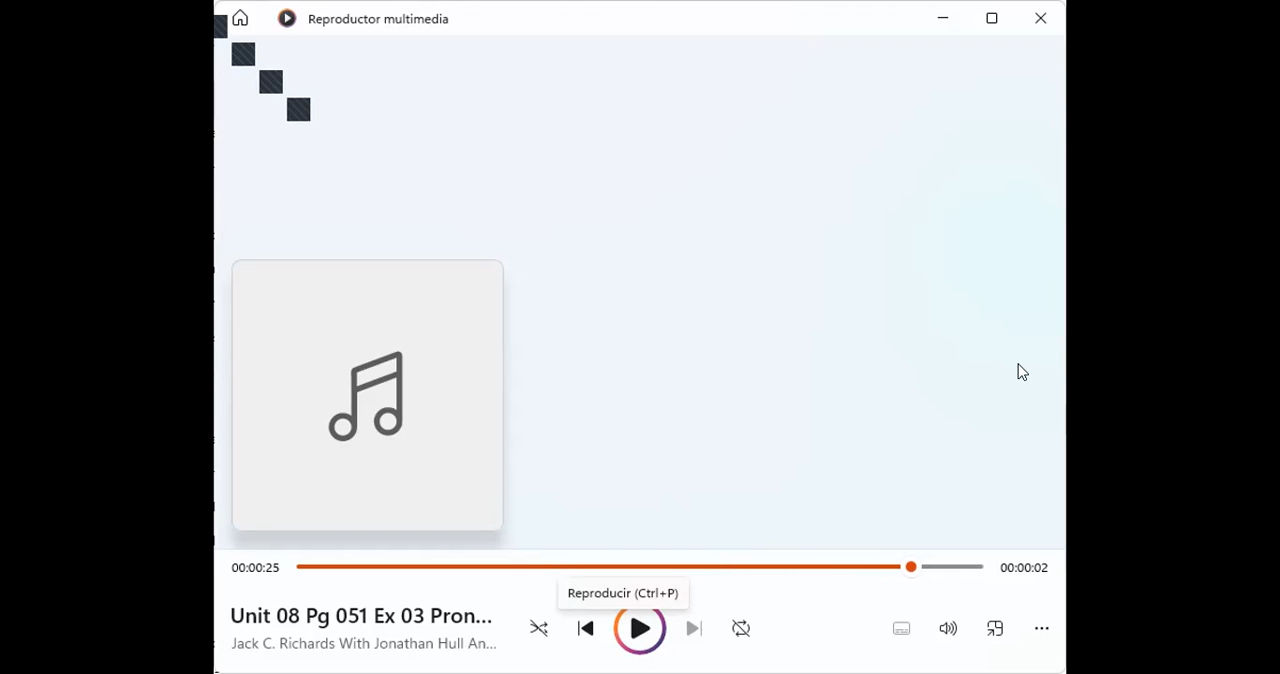 Reproductor multimedia
00:00:25
00:00:02
Reproducir (Ctrl+P)
Unit 08 Pg 051 Ex 03 Pron...
Jack C. Richards With Jonathan Hull An...